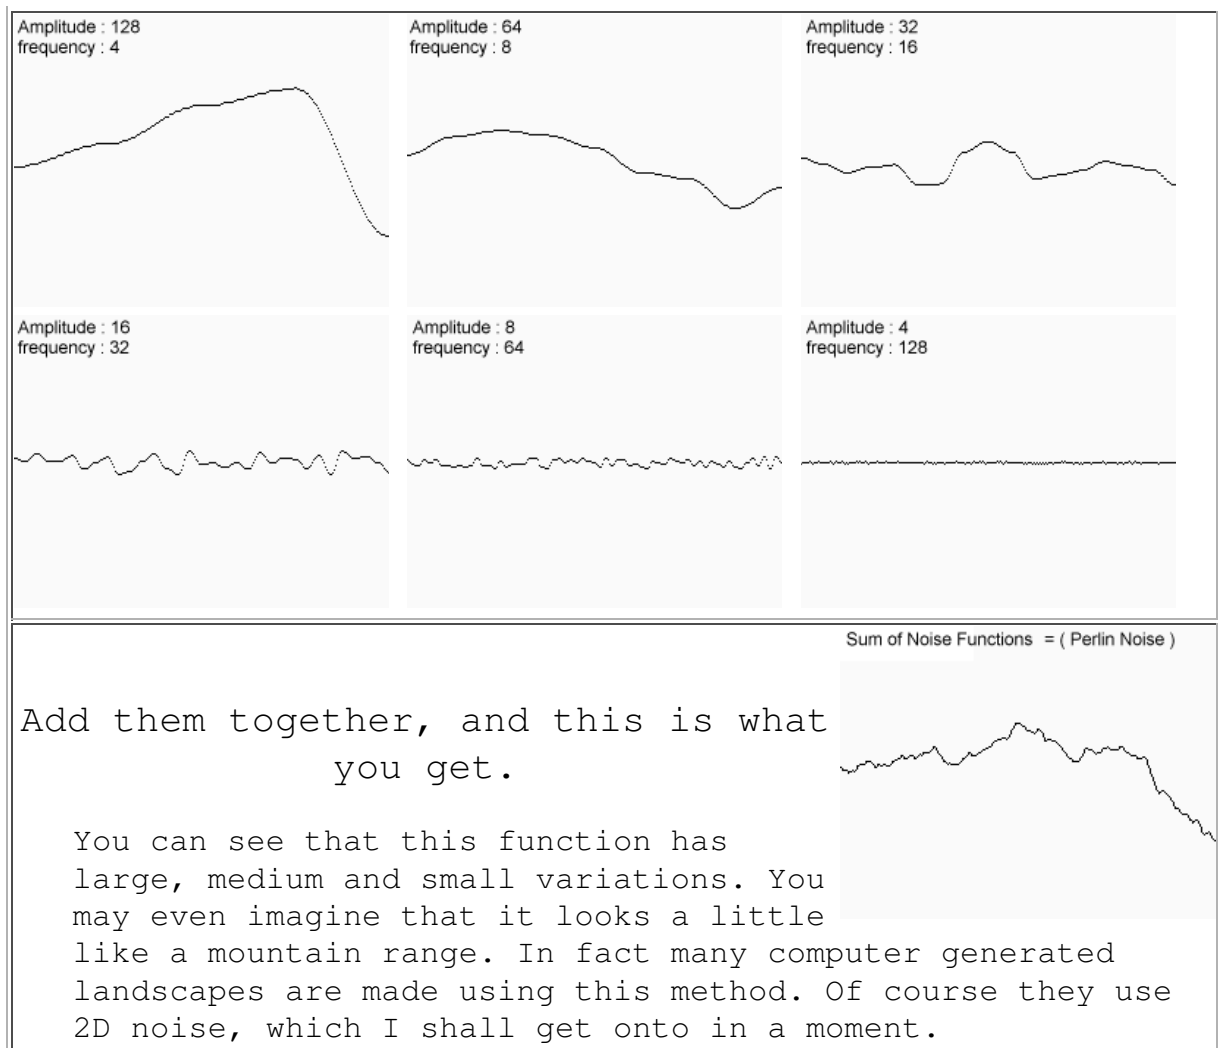 Amplitude : 128
frequency : 4
Amplitude : 64
frequency : 8
Amplitude : 32
frequency : 16
Amplitude : 16
frequency : 32
Amplitude : 8
frequency : 64
Amplitude : 4
frequency : 128
Sum of Noise Functions = ( Perlin Noise )
Add them together, and this is what
you get.
You can see that this function has
large, medium and small variations. You
may even imagine that it looks a little
like a mountain range. In fact many computer generated
landscapes are made using this method. Of course they use
2D noise, which I shall get onto in a moment.